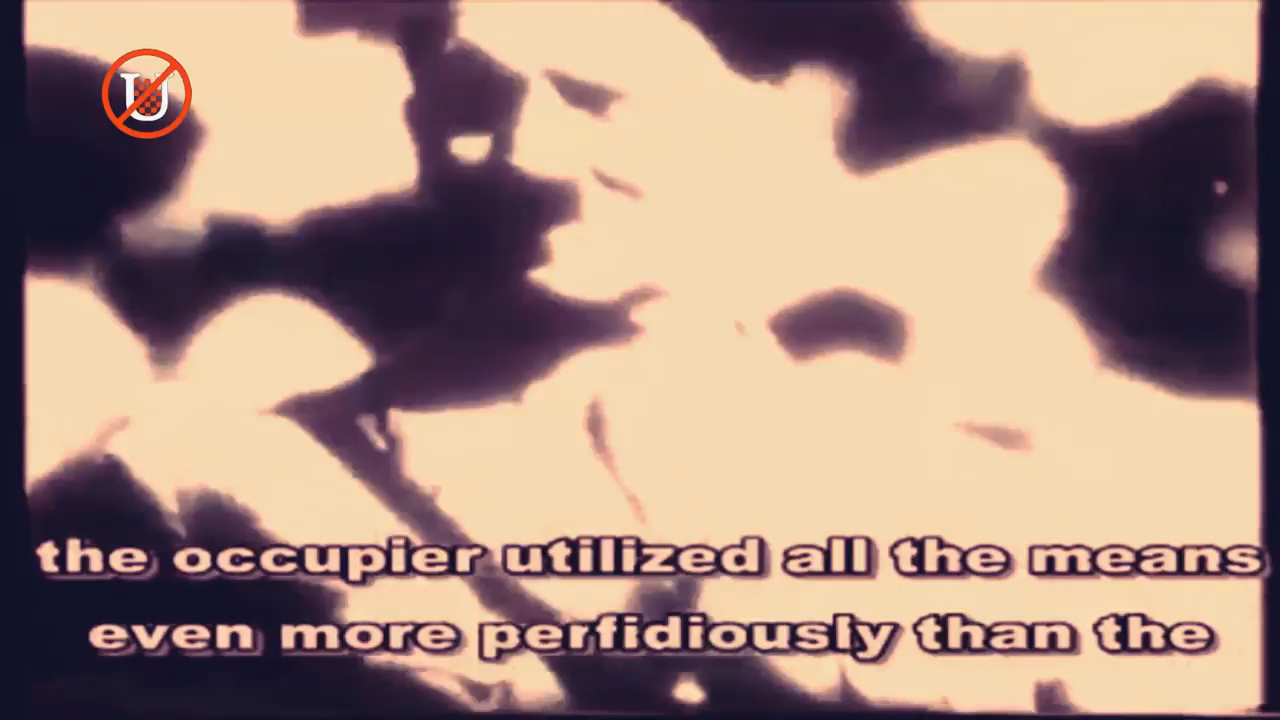 U
the occupier utilized all the means
even more perfidiously than the